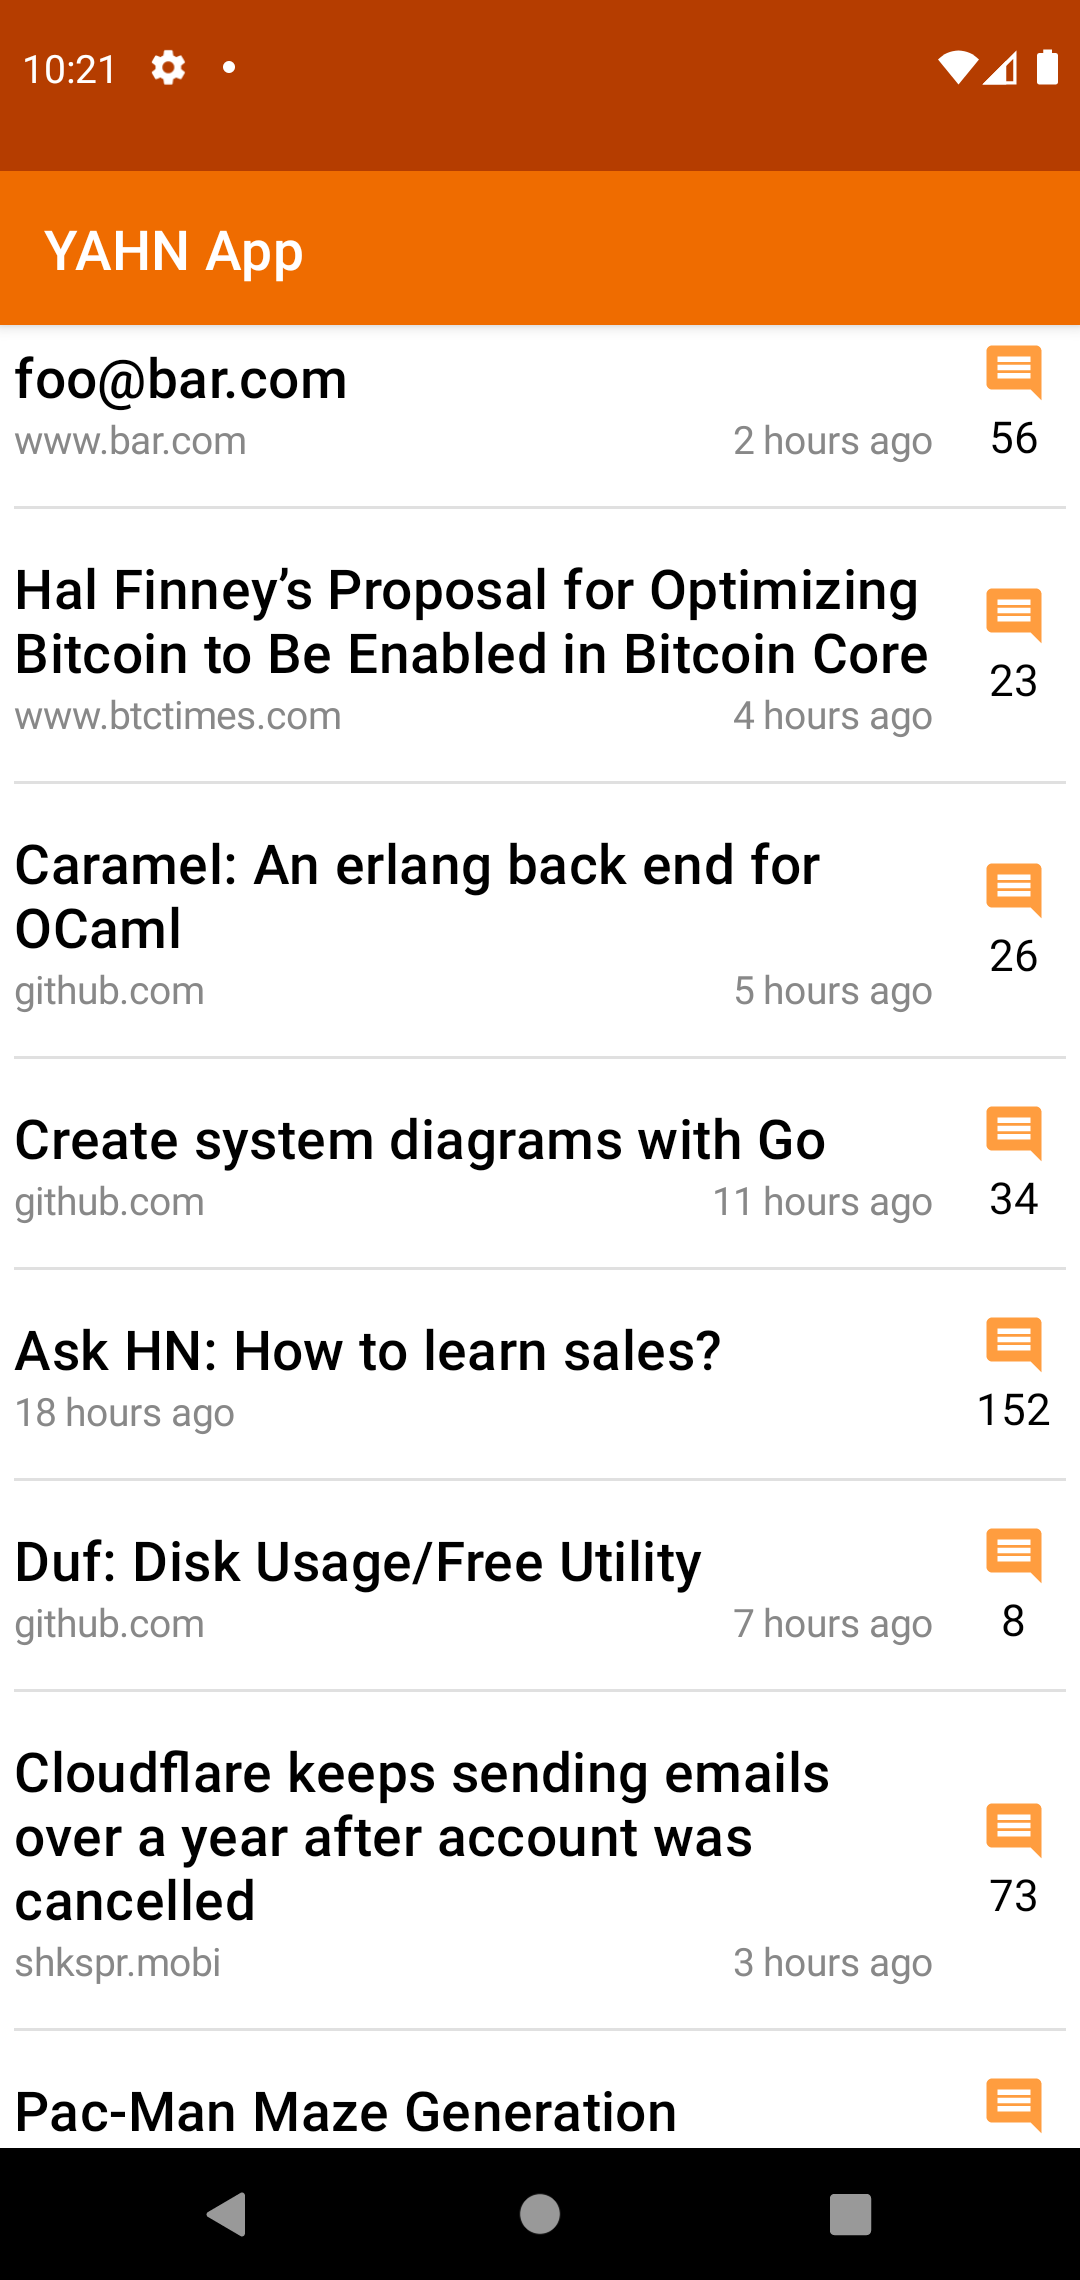 10:21
YAHN App
foo@bar.com
www.bar.com 2 hours ago
56
Hal Finney’s Proposal for Optimizing
Bitcoin to Be Enabled in Bitcoin Core
www.btctimes.com 4 hours ago
23
Caramel: An erlang back end for
OCaml
github.com 5 hours ago
26
Create system diagrams with Go
github.com 11 hours ago
34
Ask HN: How to learn sales?
18 hours ago
152
Duf: Disk Usage/Free Utility
github.com 7 hours ago
8
Cloudflare keeps sending emails
over a year after account was
cancelled
shkspr.mobi 3 hours ago
73
Pac-Man Maze Generation